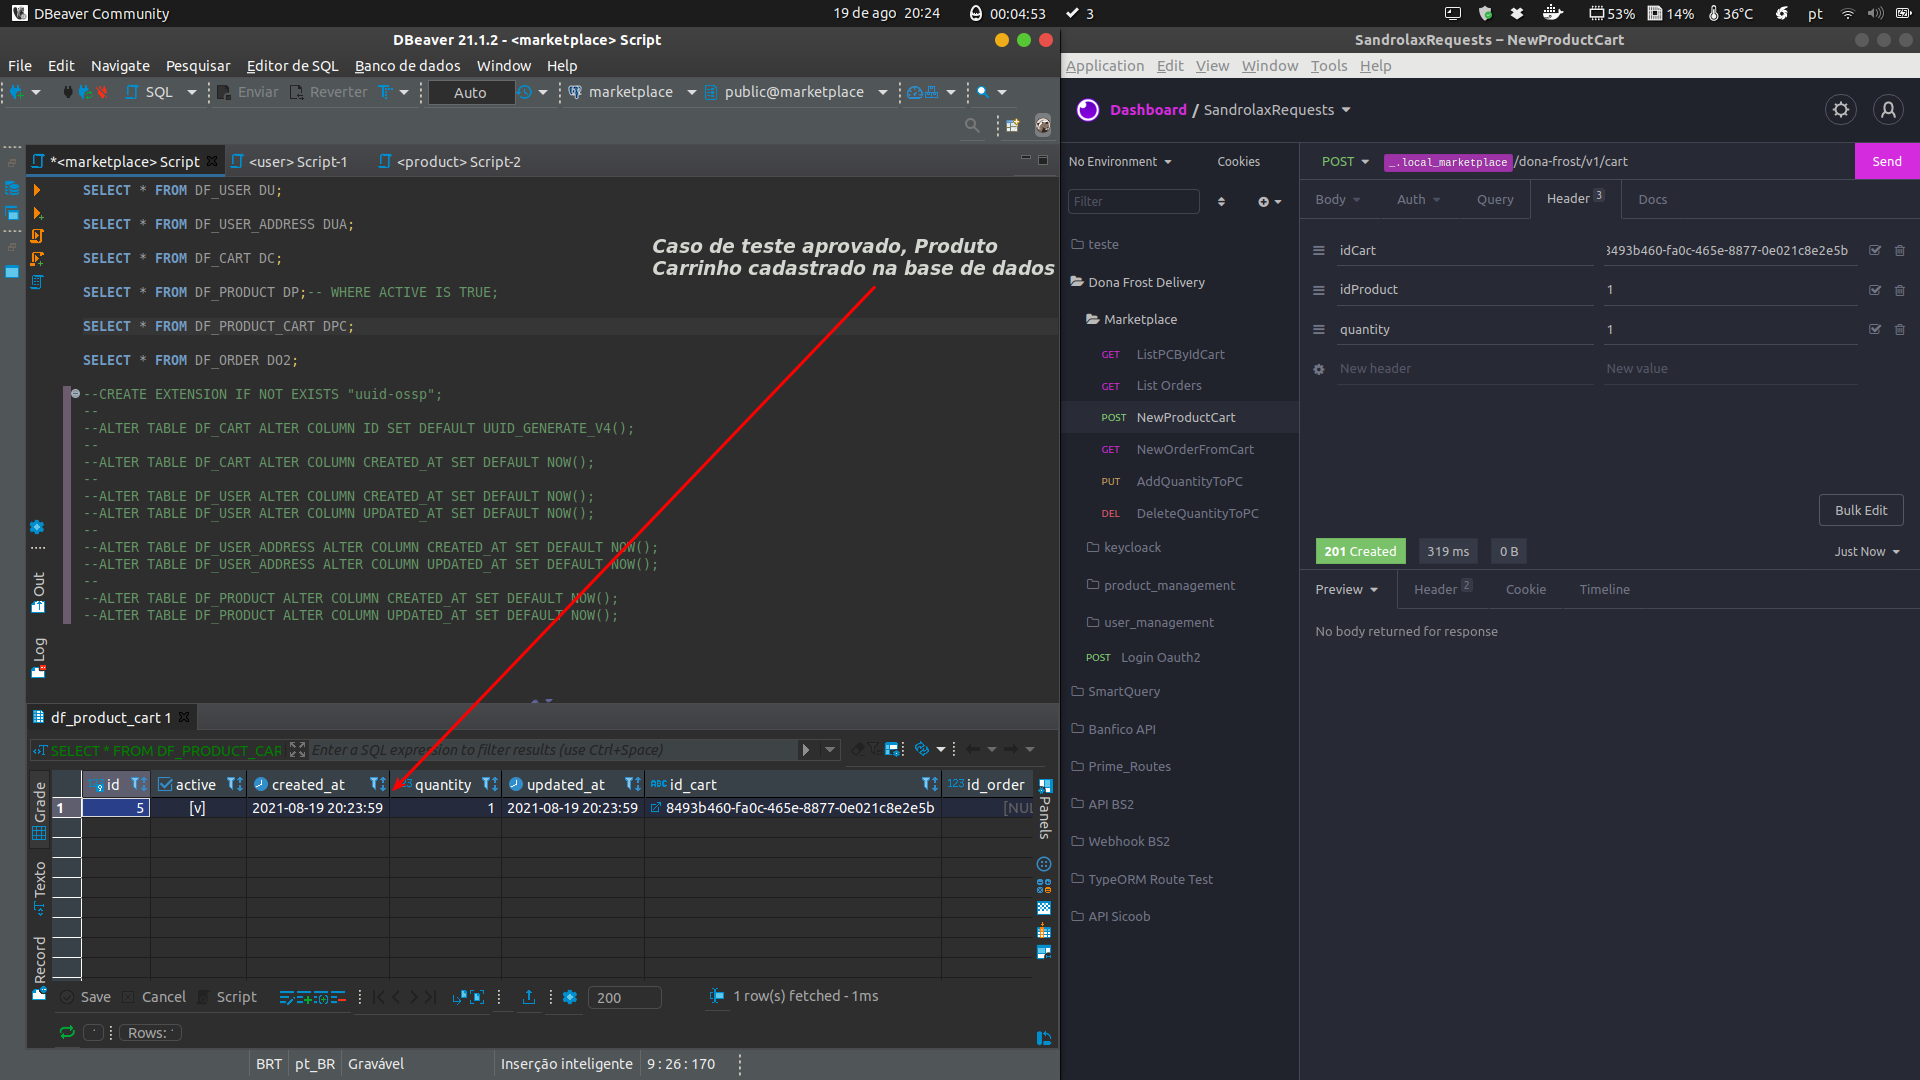 DBeaver Community
19 de ago 20:24
00:04:53
3
53%
14%
36°C
pt
DBeaver 21.1.2 - <marketplace> Script
File Edit Navigate Pesquisar Editor de SQL Banco de dados Window Help
SQL
Enviar
Reverter
Auto
marketplace
public@marketplace
*<marketplace> Script
<user> Script-1
<product> Script-2
SELECT * FROM DF_USER DU;
SELECT * FROM DF_USER_ADDRESS DUA;
SELECT * FROM DF_CART DC;
SELECT * FROM DF_PRODUCT DP;-- WHERE ACTIVE IS TRUE;
SELECT * FROM DF_PRODUCT_CART DPC;
SELECT * FROM DF_ORDER DO2;
--CREATE EXTENSION IF NOT EXISTS "uuid-ossp";
--
--ALTER TABLE DF_CART ALTER COLUMN ID SET DEFAULT UUID_GENERATE_V4();
--
--ALTER TABLE DF_CART ALTER COLUMN CREATED_AT SET DEFAULT NOW();
--
--ALTER TABLE DF_USER ALTER COLUMN CREATED_AT SET DEFAULT NOW();
--ALTER TABLE DF_USER ALTER COLUMN UPDATED_AT SET DEFAULT NOW();
--
--ALTER TABLE DF_USER_ADDRESS ALTER COLUMN CREATED_AT SET DEFAULT NOW();
--ALTER TABLE DF_USER_ADDRESS ALTER COLUMN UPDATED_AT SET DEFAULT NOW();
--
--ALTER TABLE DF_PRODUCT ALTER COLUMN CREATED_AT SET DEFAULT NOW();
--ALTER TABLE DF_PRODUCT ALTER COLUMN UPDATED_AT SET DEFAULT NOW();
Caso de teste aprovado, Produto
Carrinho cadastrado na base de dados
Out
Log
df_product_cart 1
SELECT * FROM DF_PRODUCT_CAR
Enter a SQL expression to filter results (use Ctrl+Space)
Grade
Texto
Record
id active created_at quantity updated_at id_cart 123 id_order
1 5 [v] 2021-08-19 20:23:59 1 2021-08-19 20:23:59 8493b460-fa0c-465e-8877-0e021c8e2e5b [NUL
Panels
Save Cancel Script
200
1 row(s) fetched - 1ms
Rows:
BRT pt_BR Gravável Inserção inteligente 9 : 26 : 170
SandrolaxRequests – NewProductCart
Application Edit View Window Tools Help
Dashboard / SandrolaxRequests
No Environment
Cookies
Filter
teste
Dona Frost Delivery
Marketplace
GET ListPCByIdCart
GET List Orders
POST NewProductCart
GET NewOrderFromCart
PUT AddQuantityToPC
DEL DeleteQuantityToPC
keycloack
product_management
user_management
POST Login Oauth2
SmartQuery
Banfico API
Prime_Routes
API BS2
Webhook BS2
TypeORM Route Test
API Sicoob
POST _.local_marketplace/dona-frost/v1/cart
Send
Body Auth Query Header 3 Docs
idCart 8493b460-fa0c-465e-8877-0e021c8e2e5b
idProduct 1
quantity 1
New header New value
Bulk Edit
201 Created 319 ms 0 B Just Now
Preview Header 2 Cookie Timeline
No body returned for response